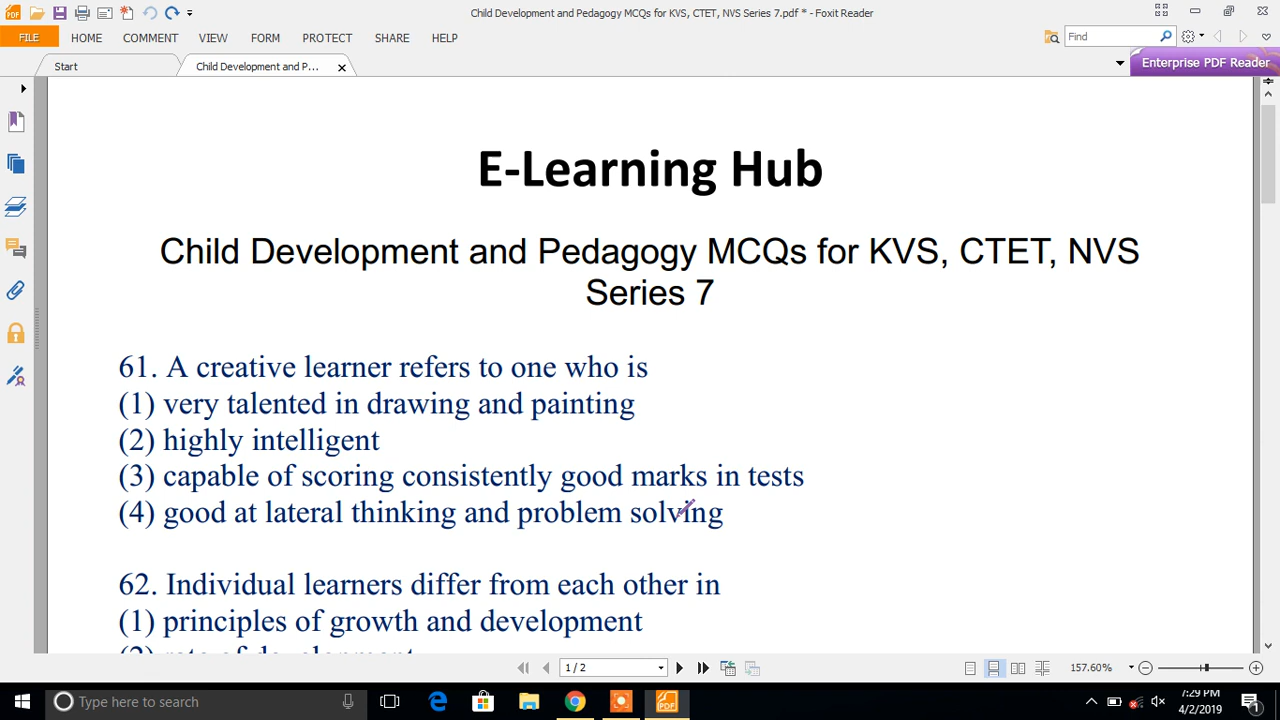 Child Development and Pedagogy MCQs for KVS, CTET, NVS Series 7.pdf * - Foxit Reader
FILE HOME COMMENT VIEW FORM PROTECT SHARE HELP
Find
Start
Child Development and P...
Enterprise PDF Reader
E-Learning Hub
Child Development and Pedagogy MCQs for KVS, CTET, NVS
Series 7
61. A creative learner refers to one who is
(1) very talented in drawing and painting
(2) highly intelligent
(3) capable of scoring consistently good marks in tests
(4) good at lateral thinking and problem solving
62. Individual learners differ from each other in
(1) principles of growth and development
(2) rate of development
1 / 2
157.60%
Type here to search
7:29 PM
4/2/2019